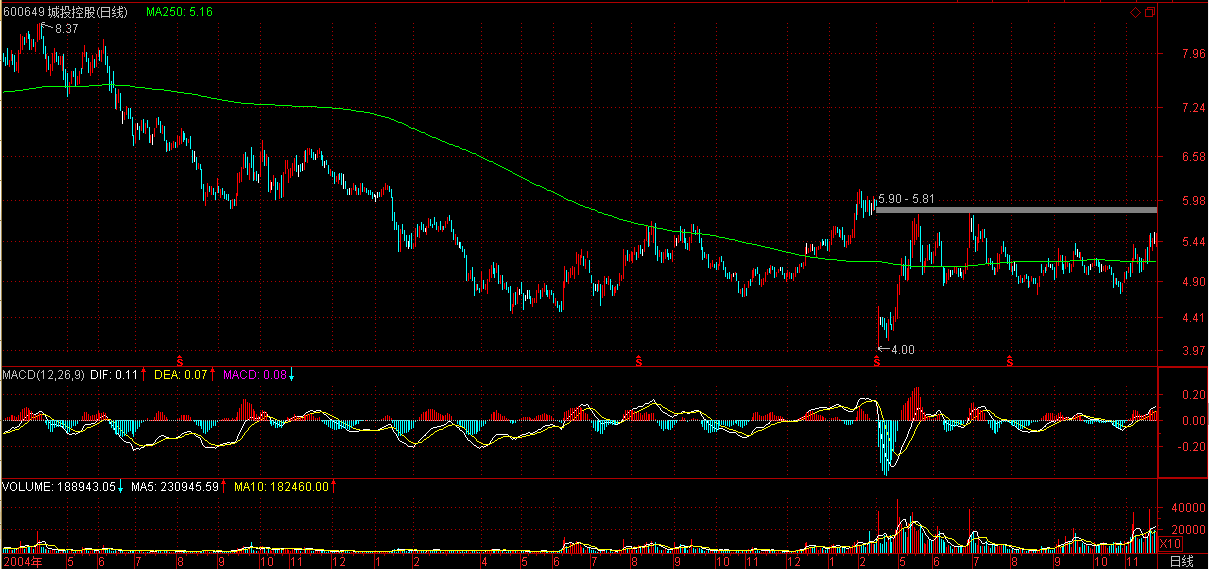 600649 城投控股(日线) MA250: 5.16
8.37
7.96
7.24
6.58
5.90 - 5.81
5.98
5.44
4.90
4.41
4.00
3.97
S S S S
MACD(12,26,9) DIF: 0.11↑ DEA: 0.07↑ MACD: 0.08↓
0.20
0.00
-0.20
VOLUME: 188943.05↓ MA5: 230945.59↑ MA10: 182460.00↑
40000
20000
X10
2004年 5 6 7 8 9 10 11 12 1 2 3 4 5 6 7 8 9 10 11 12 1 2 5 6 7 8 9 10 11 日线